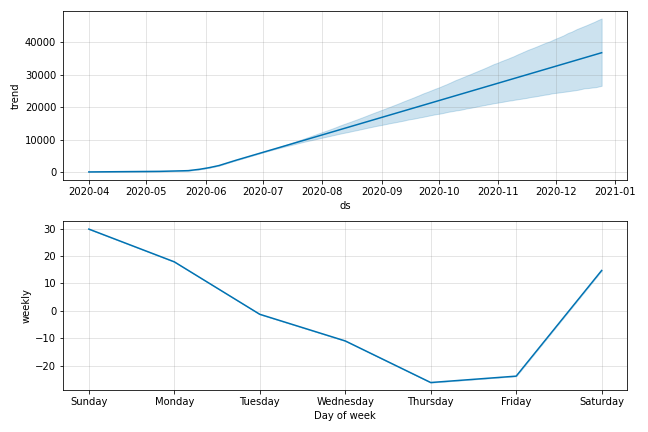 40000
30000
20000
10000
0
trend
2020-04 2020-05 2020-06 2020-07 2020-08 2020-09 2020-10 2020-11 2020-12 2021-01
ds
30
20
10
0
−10
−20
weekly
Sunday Monday Tuesday Wednesday Thursday Friday Saturday
Day of week